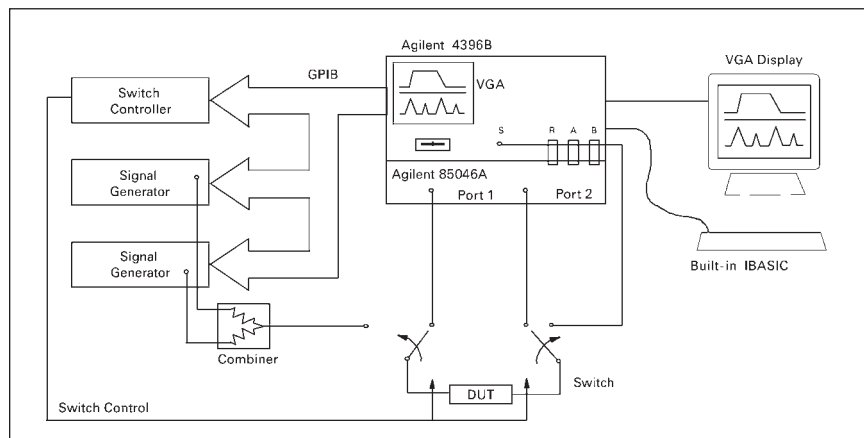 Agilent 4396B
VGA Display
GPIB
VGA
Switch
Controller
S
R A B
Agilent 85046A
Signal
Generator
Port 1
Port 2
Signal
Generator
Built-in IBASIC
Combiner
DUT
Switch
Switch Control